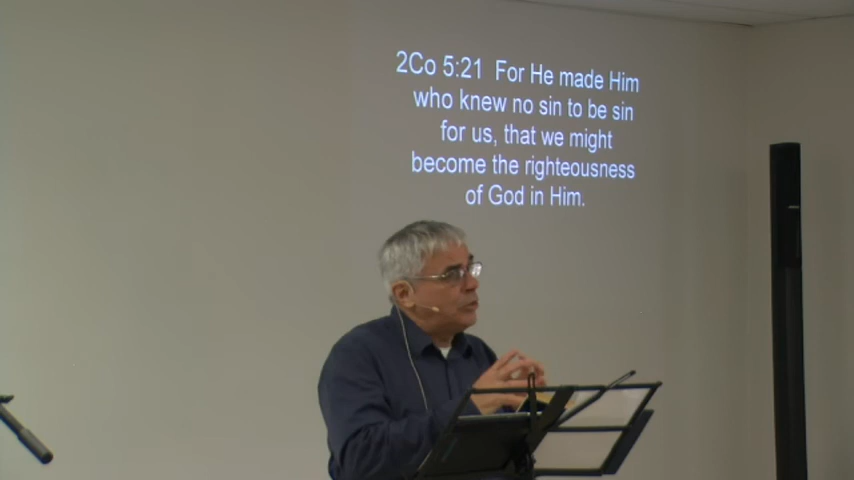 2Co 5:21 For He made Him
who knew no sin to be sin
for us, that we might
become the righteousness
of God in Him.